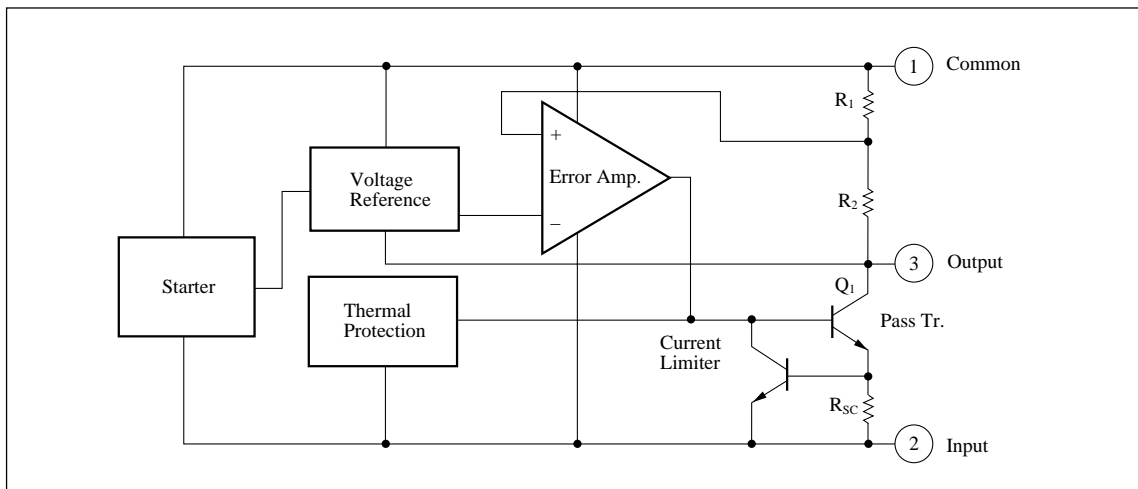 1
Common
R1
+
Error Amp.
−
Voltage
Reference
R2
Starter
3
Output
Q1
Pass Tr.
Thermal
Protection
Current
Limiter
RSC
2
Input